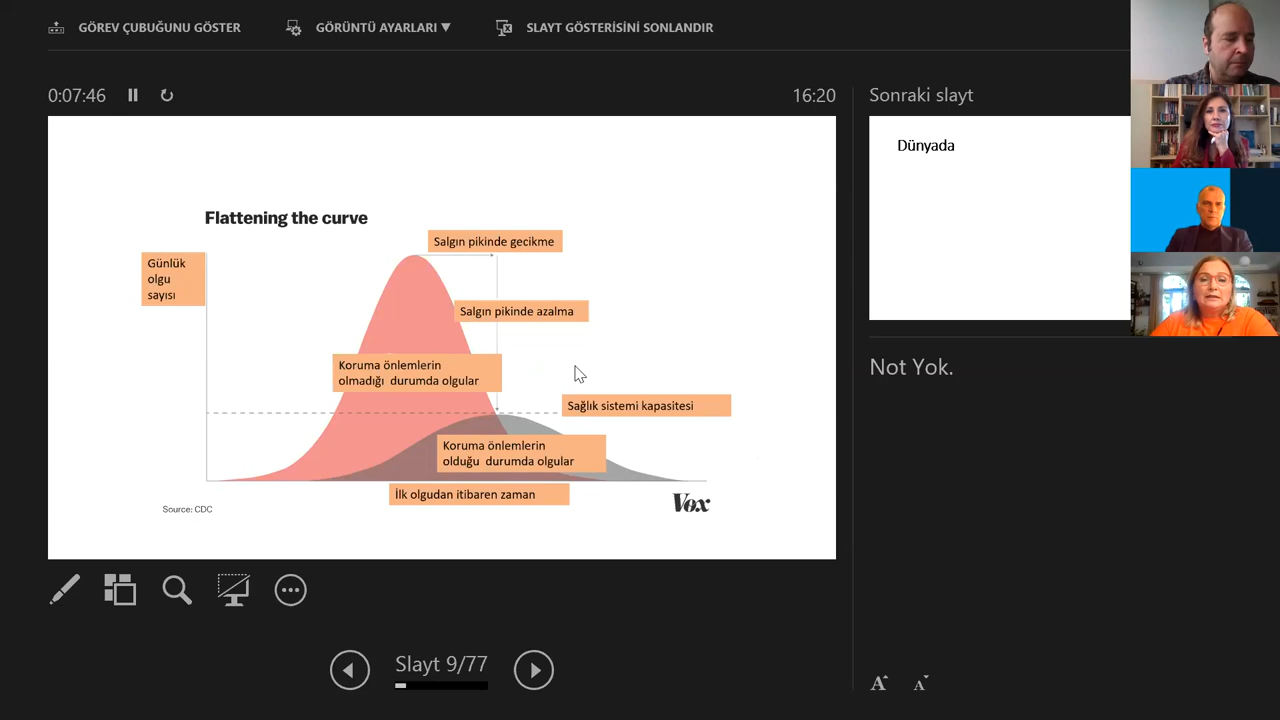 GÖREV ÇUBUĞUNU GÖSTER
GÖRÜNTÜ AYARLARI ▼
SLAYT GÖSTERİSİNİ SONLANDIR
0:07:46
16:20
Sonraki slayt
Flattening the curve
Günlük
olgu
sayısı
Salgın pikinde gecikme
Salgın pikinde azalma
Koruma önlemlerin
olmadığı durumda olgular
Sağlık sistemi kapasitesi
Koruma önlemlerin
olduğu durumda olgular
İlk olgudan itibaren zaman
Source: CDC
Vox
Dünyada
Not Yok.
Slayt 9/77
A A